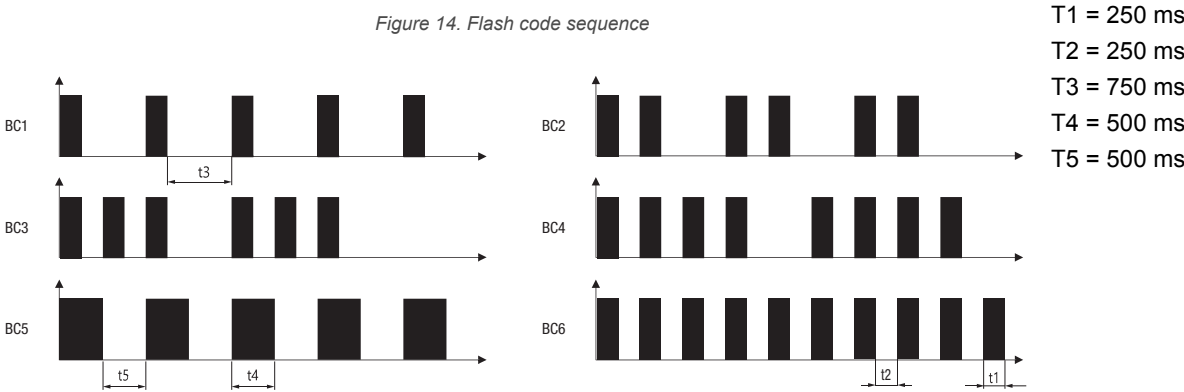 Figure 14. Flash code sequence
T1 = 250 ms
T2 = 250 ms
T3 = 750 ms
T4 = 500 ms
T5 = 500 ms
BC1
t3
BC2
BC3
BC4
BC5
t5
t4
BC6
t2
t1